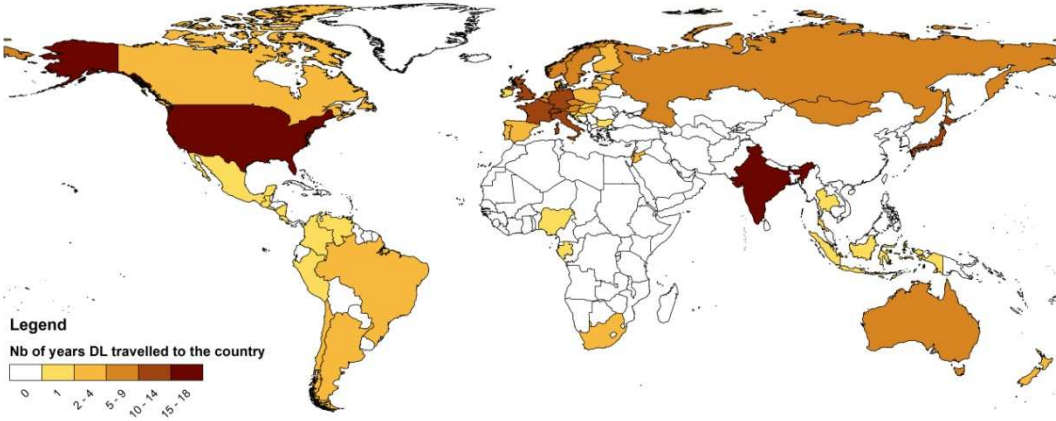 Legend
Nb of years DL travelled to the country
0 1 2 - 4 5 - 9 10 - 14 15 - 18